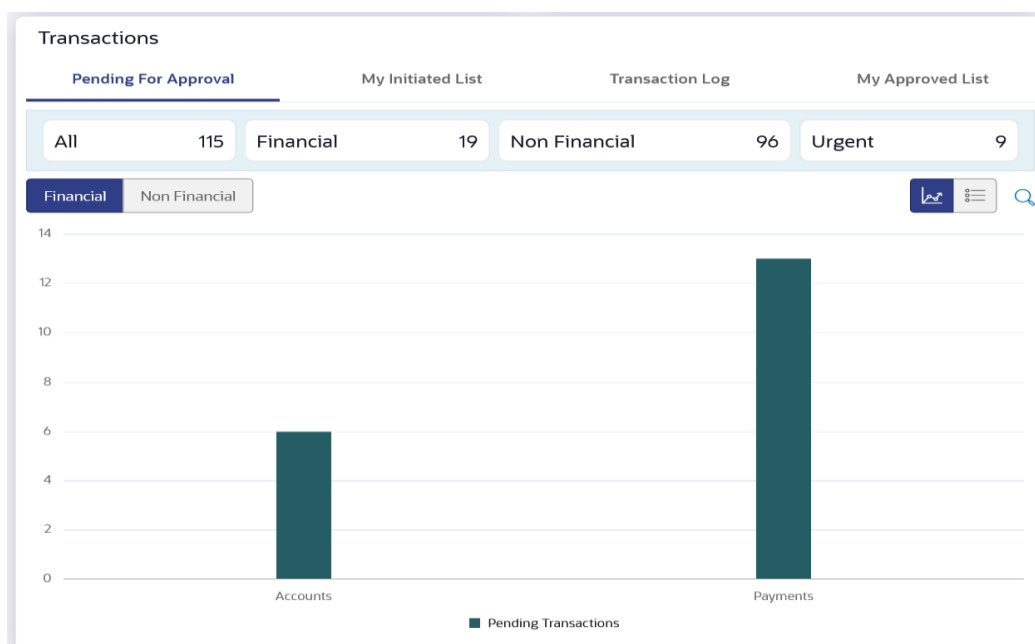 Transactions
Pending For Approval My Initiated List Transaction Log My Approved List
All 115 Financial 19 Non Financial 96 Urgent 9
Financial Non Financial
14
12
10
8
6
4
2
0
Accounts Payments
Pending Transactions